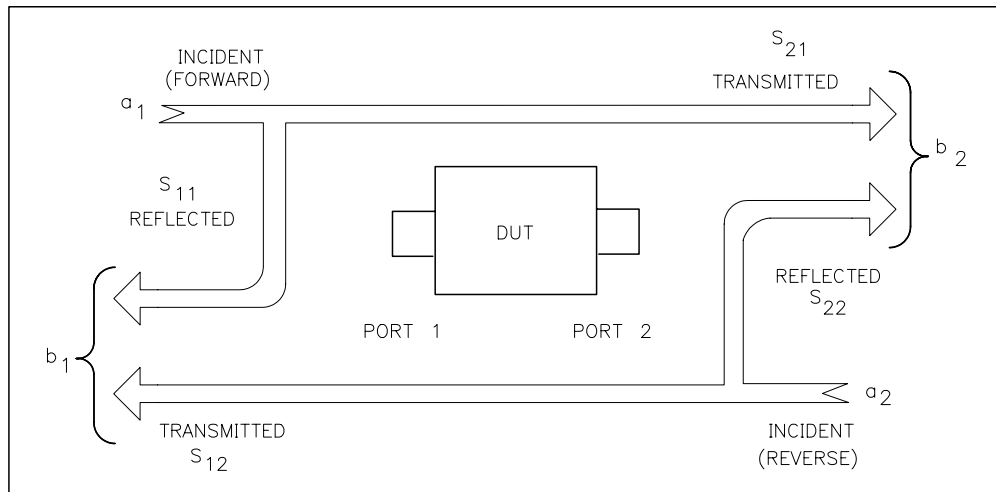 INCIDENT
(FORWARD)
a1
S21
TRANSMITTED
b2
S11
REFLECTED
DUT
REFLECTED
S22
PORT 1
PORT 2
b1
a2
TRANSMITTED
S12
INCIDENT
(REVERSE)